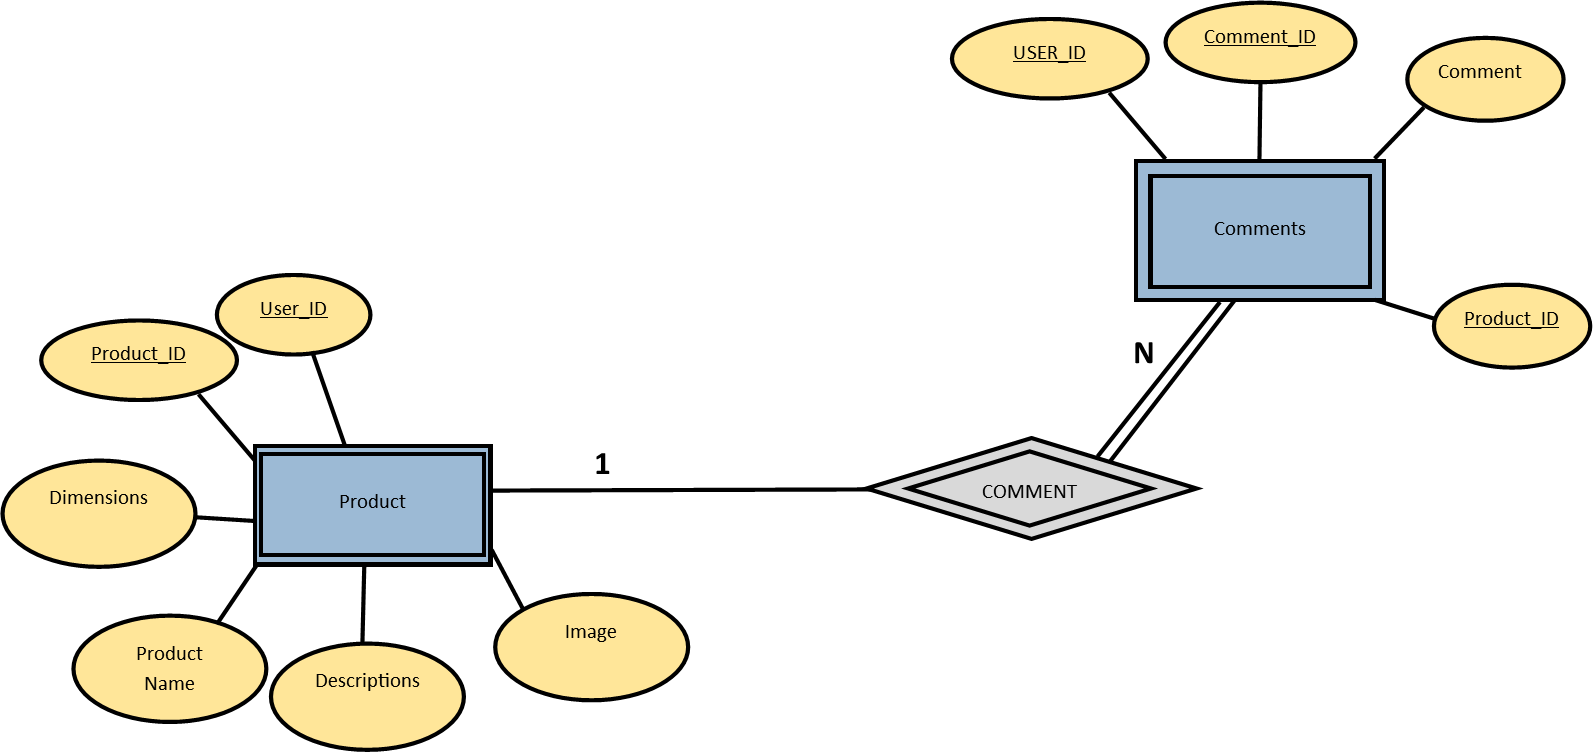 USER_ID
Comment_ID
Comment
Comments
Product_ID
User_ID
Product_ID
N
Dimensions
Product
1
COMMENT
Product
Name
Descriptions
Image